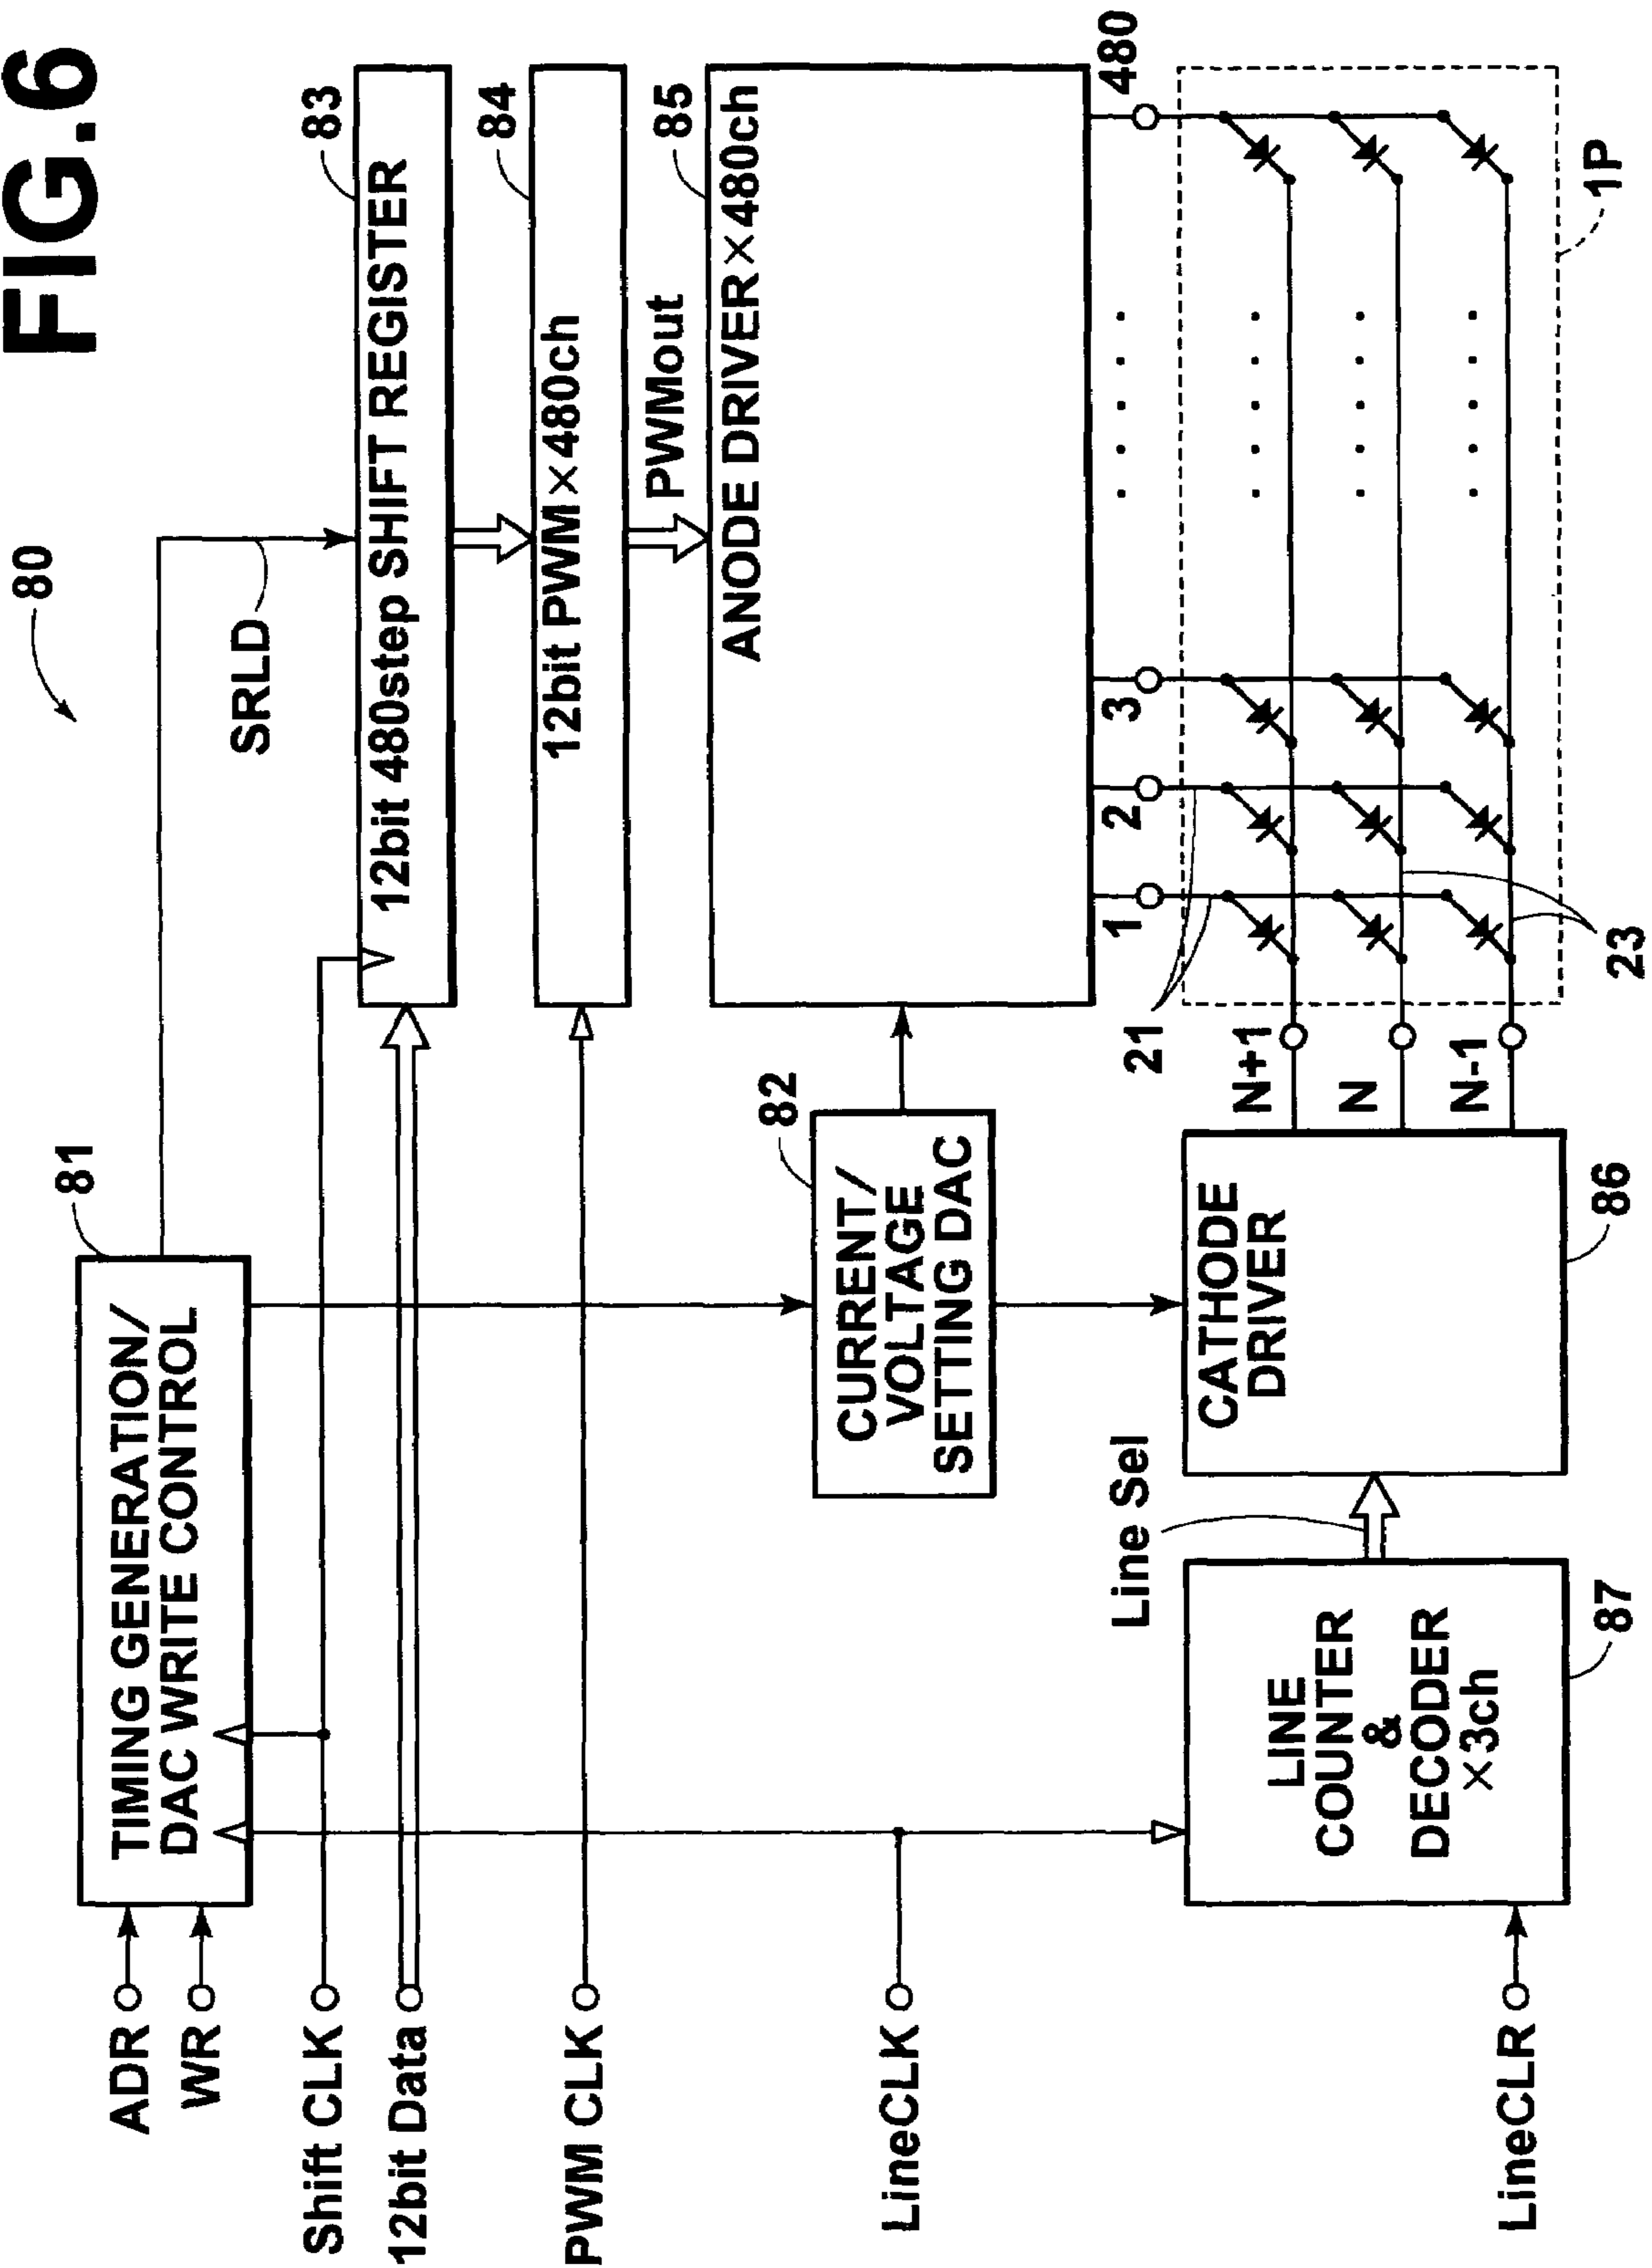 FIG.6
80
81
TIMING GENERATION/
DAC WRITE CONTROL
ADR
WR
SRLD
83
12bit 480step SHIFT REGISTER
Shift CLK
12bit Data
84
12bit PWM×480ch
PWM CLK
PWMout
85
ANODE DRIVER×480ch
82
CURRENT/
VOLTAGE
SETTING DAC
LineCLK
1
2
3
480
21
N+1
N
N-1
23
1P
CATHODE
DRIVER
86
Line Sel
LINE
COUNTER
&
DECODER
×3ch
87
LineCLR